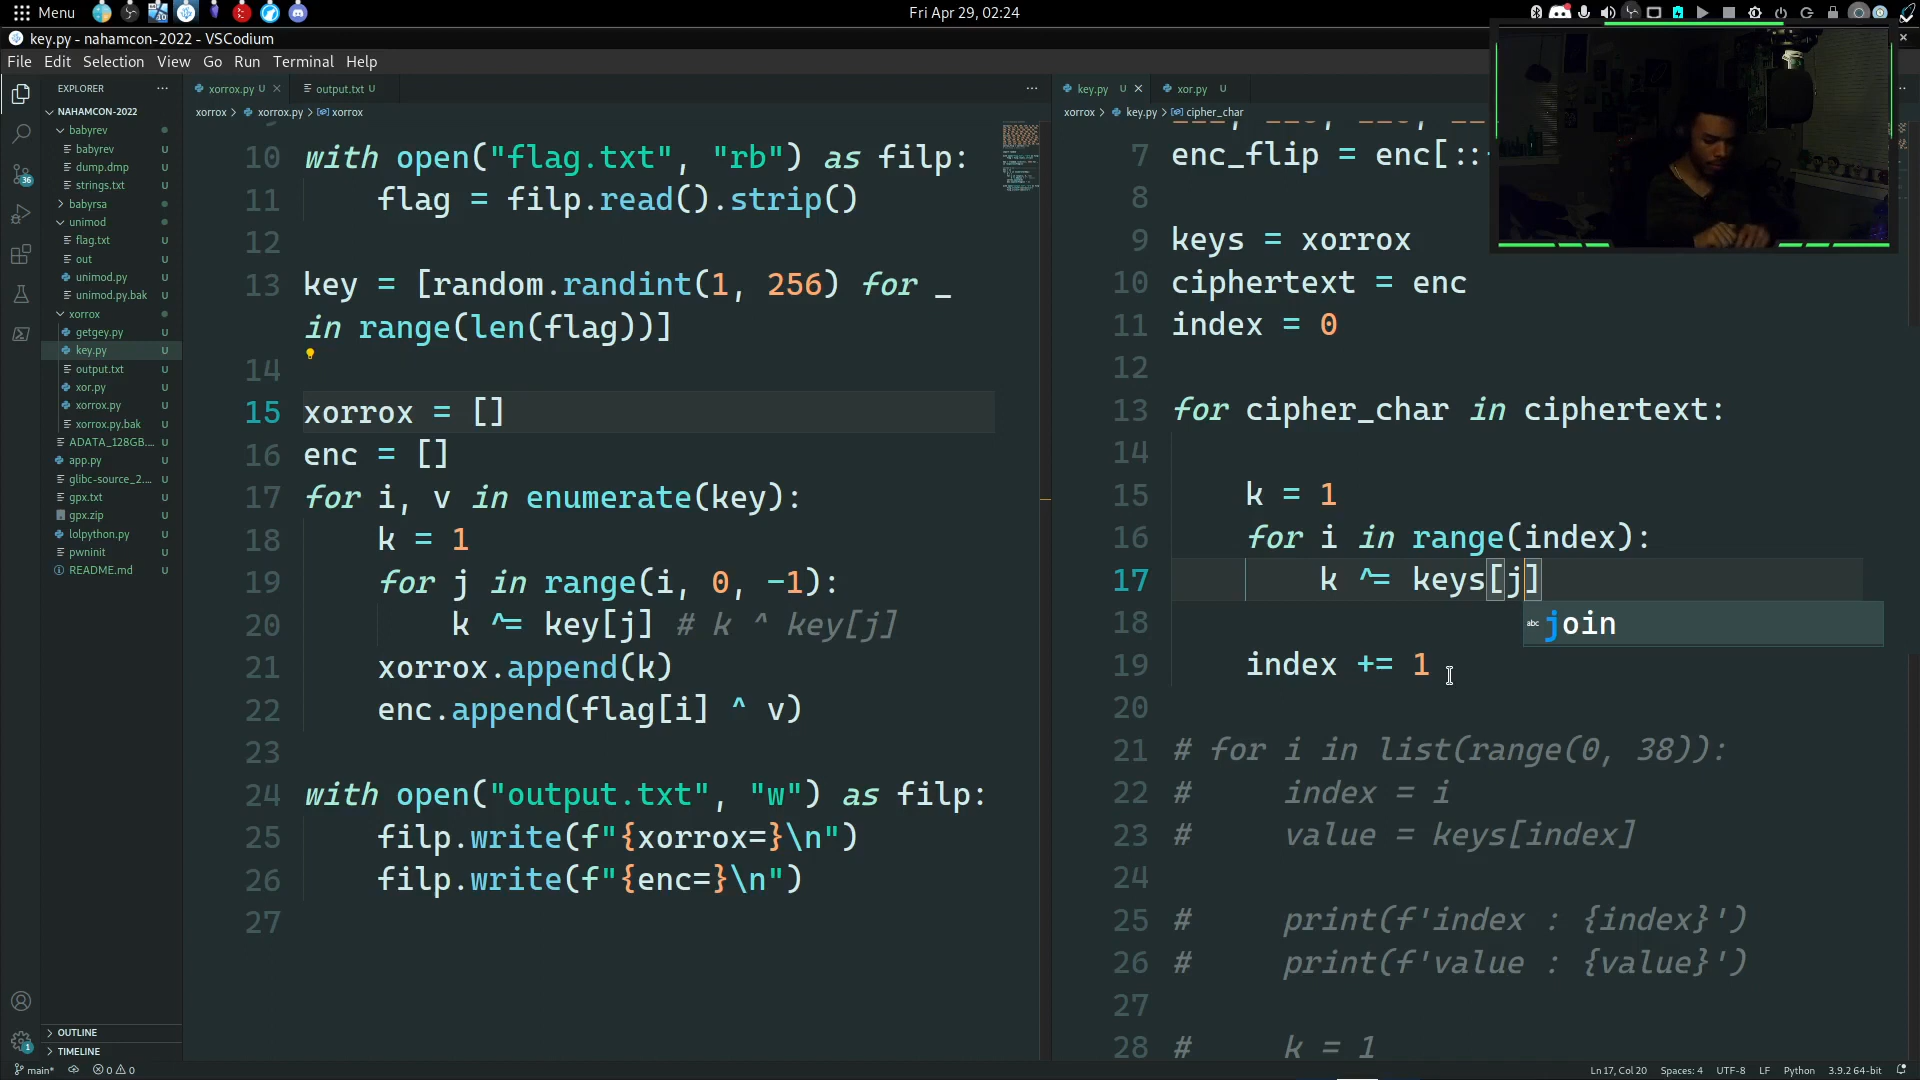 Menu
Fri Apr 29, 02:24
key.py - nahamcon-2022 - VSCodium
File Edit Selection View Go Run Terminal Help
EXPLORER
NAHAMCON-2022
babyrev
babyrev U
dump.dmp U
strings.txt U
babyrsa
unimod
flag.txt U
out U
unimod.py U
unimod.py.bak U
xorrox
getgey.py U
key.py U
output.txt U
xor.py U
xorrox.py U
xorrox.py.bak U
ADATA_128GB.... U
app.py U
glibc-source_2.... U
gpx.txt U
gpx.zip U
lolpython.py U
pwninit U
README.md U
OUTLINE
TIMELINE
36
1
xorrox.py U output.txt U
xorrox > xorrox.py > xorrox
10 with open("flag.txt", "rb") as filp:
11 flag = filp.read().strip()
12
13 key = [random.randint(1, 256) for _
in range(len(flag))]
14
15 xorrox = []
16 enc = []
17 for i, v in enumerate(key):
18 k = 1
19 for j in range(i, 0, -1):
20 k ^= key[j] # k ^ key[j]
21 xorrox.append(k)
22 enc.append(flag[i] ^ v)
23
24 with open("output.txt", "w") as filp:
25 filp.write(f"{xorrox=}\n")
26 filp.write(f"{enc=}\n")
27
key.py U xor.py U
xorrox > key.py > cipher_char
7 enc_flip = enc[::-
8
9 keys = xorrox
10 ciphertext = enc
11 index = 0
12
13 for cipher_char in ciphertext:
14
15 k = 1
16 for i in range(index):
17 k ^= keys[j]
18
join
19 index += 1
20
21 # for i in list(range(0, 38)):
22 # index = i
23 # value = keys[index]
24
25 # print(f'index : {index}')
26 # print(f'value : {value}')
27
28 # k = 1
main* 0 0 Ln 17, Col 20 Spaces: 4 UTF-8 LF Python 3.9.2 64-bit